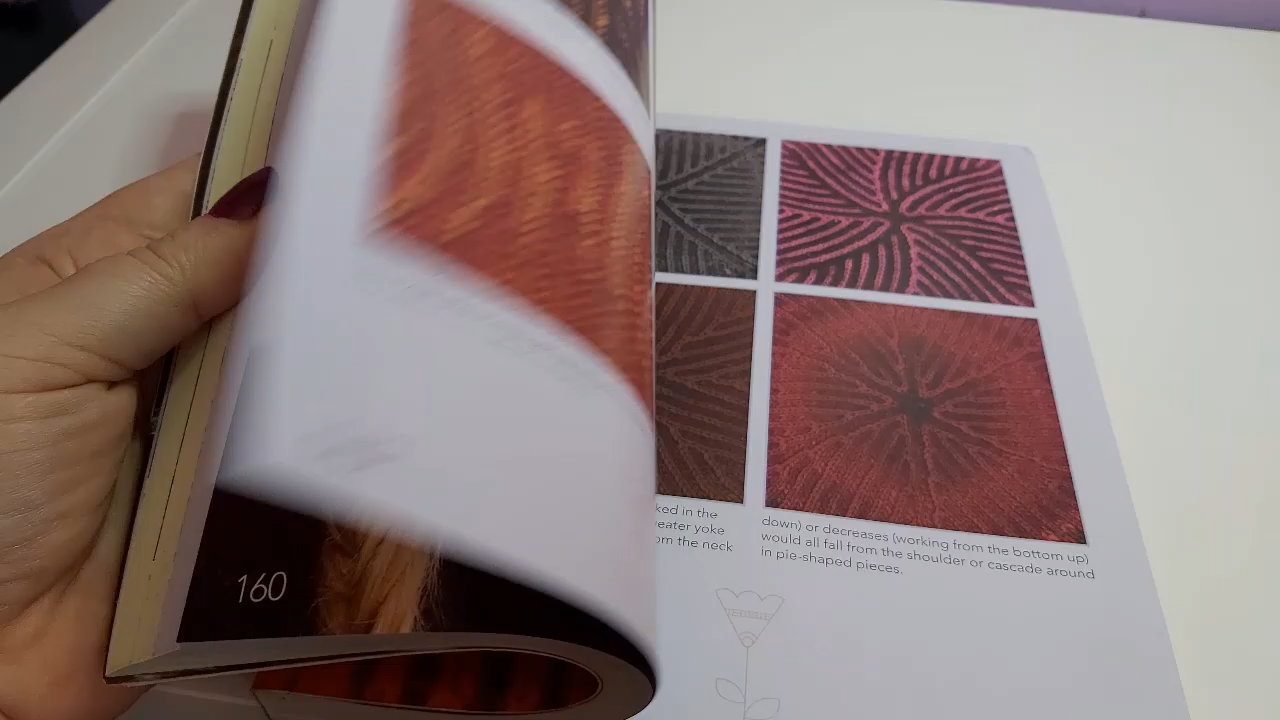 160
ked in the
eater yoke
om the neck
down) or decreases (working from the bottom up)
would all fall from the shoulder or cascade around
in pie-shaped pieces.